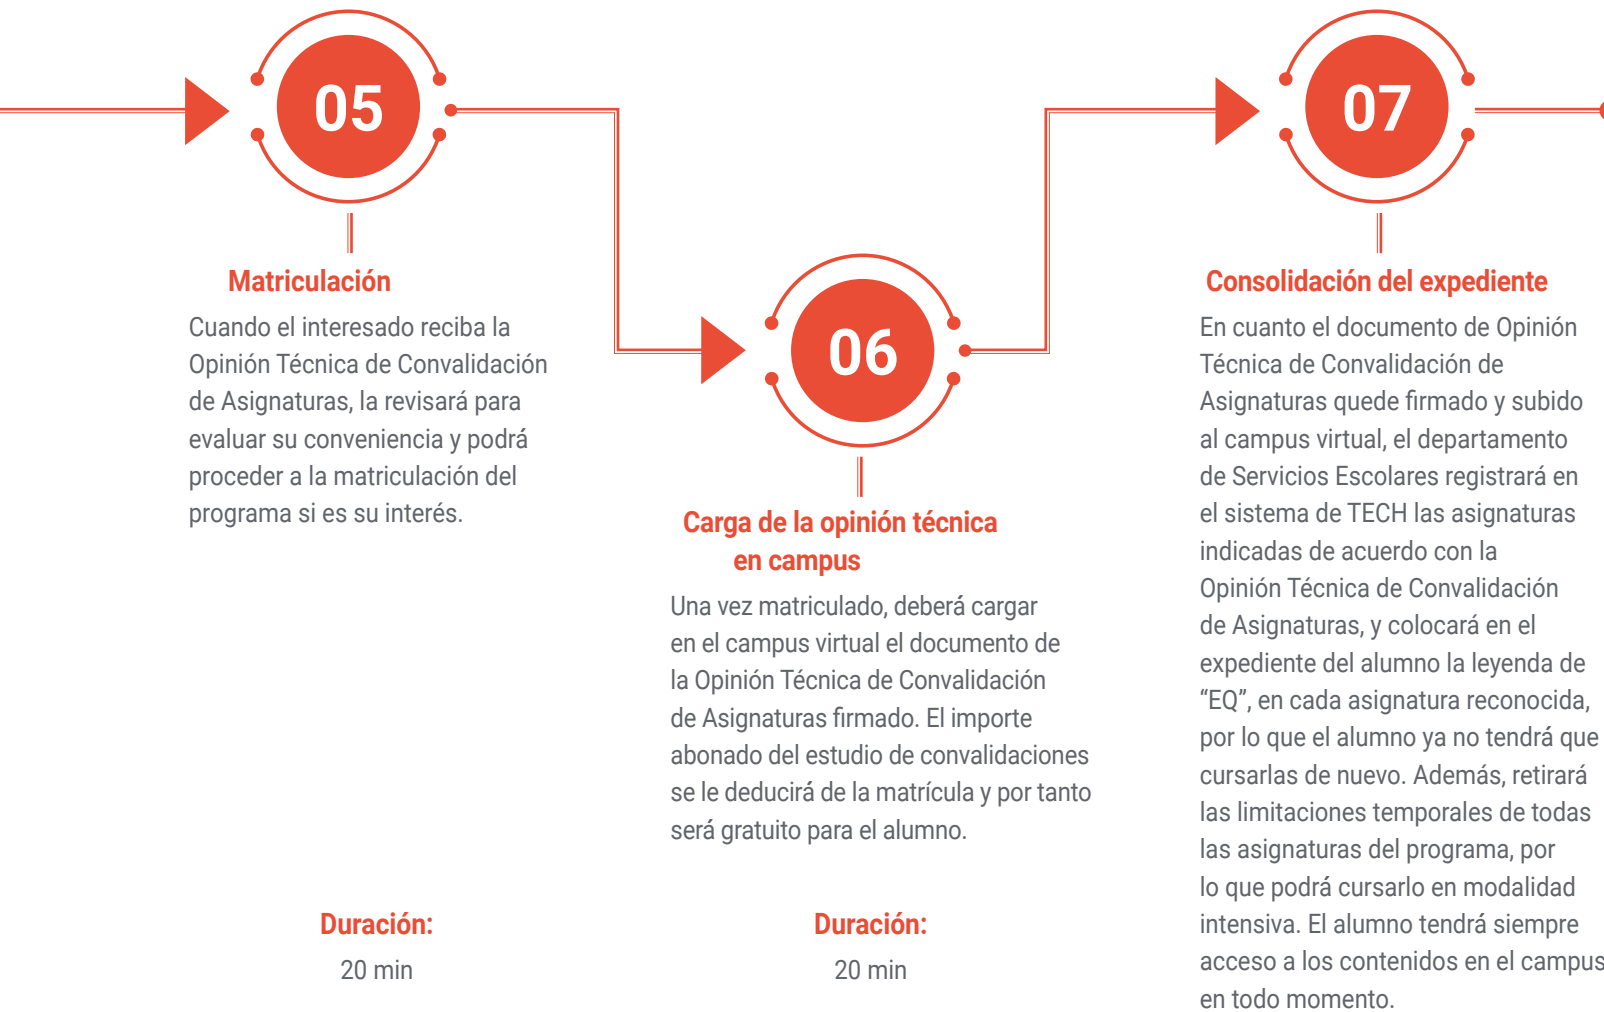 05
Matriculación
Cuando el interesado reciba la
Opinión Técnica de Convalidación
de Asignaturas, la revisará para
evaluar su conveniencia y podrá
proceder a la matriculación del
programa si es su interés.
Duración:
20 min
06
Carga de la opinión técnica
en campus
Una vez matriculado, deberá cargar
en el campus virtual el documento de
la Opinión Técnica de Convalidación
de Asignaturas firmado. El importe
abonado del estudio de convalidaciones
se le deducirá de la matrícula y por tanto
será gratuito para el alumno.
Duración:
20 min
07
Consolidación del expediente
En cuanto el documento de Opinión
Técnica de Convalidación de
Asignaturas quede firmado y subido
al campus virtual, el departamento
de Servicios Escolares registrará en
el sistema de TECH las asignaturas
indicadas de acuerdo con la
Opinión Técnica de Convalidación
de Asignaturas, y colocará en el
expediente del alumno la leyenda de
“EQ”, en cada asignatura reconocida,
por lo que el alumno ya no tendrá que
cursarlas de nuevo. Además, retirará
las limitaciones temporales de todas
las asignaturas del programa, por
lo que podrá cursarlo en modalidad
intensiva. El alumno tendrá siempre
acceso a los contenidos en el campus
en todo momento.